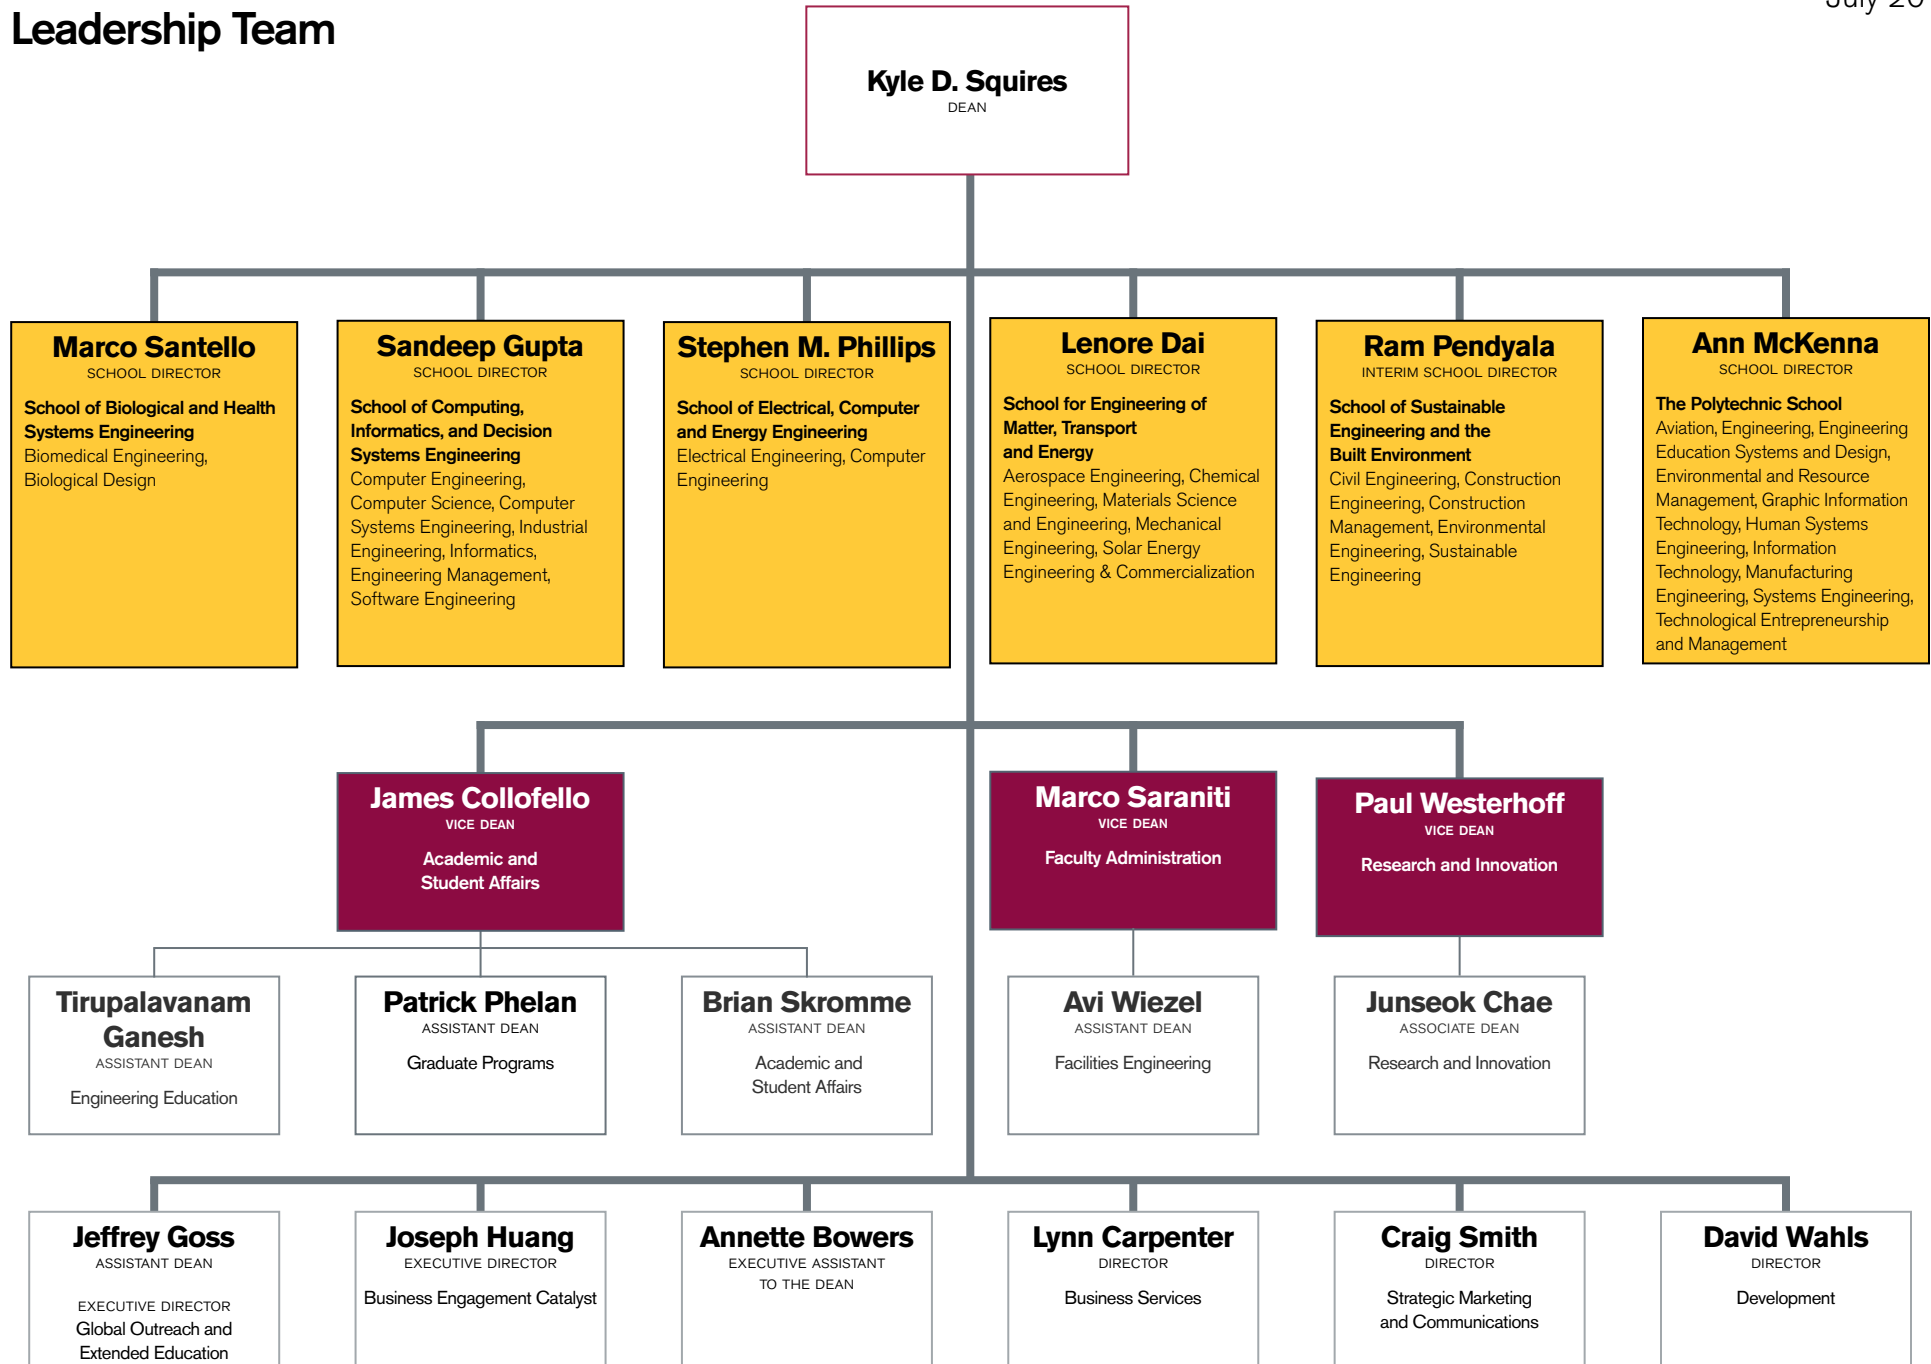 Leadership Team
July 20
Kyle D. Squires
DEAN
Marco Santello
SCHOOL DIRECTOR
School of Biological and Health
Systems Engineering
Biomedical Engineering,
Biological Design
Sandeep Gupta
SCHOOL DIRECTOR
School of Computing,
Informatics, and Decision
Systems Engineering
Computer Engineering,
Computer Science, Computer
Systems Engineering, Industrial
Engineering, Informatics,
Engineering Management,
Software Engineering
Stephen M. Phillips
SCHOOL DIRECTOR
School of Electrical, Computer
and Energy Engineering
Electrical Engineering, Computer
Engineering
Lenore Dai
SCHOOL DIRECTOR
School for Engineering of
Matter, Transport
and Energy
Aerospace Engineering, Chemical
Engineering, Materials Science
and Engineering, Mechanical
Engineering, Solar Energy
Engineering & Commercialization
Ram Pendyala
INTERIM SCHOOL DIRECTOR
School of Sustainable
Engineering and the
Built Environment
Civil Engineering, Construction
Engineering, Construction
Management, Environmental
Engineering, Sustainable
Engineering
Ann McKenna
SCHOOL DIRECTOR
The Polytechnic School
Aviation, Engineering, Engineering
Education Systems and Design,
Environmental and Resource
Management, Graphic Information
Technology, Human Systems
Engineering, Information
Technology, Manufacturing
Engineering, Systems Engineering,
Technological Entrepreneurship
and Management
James Collofello
VICE DEAN
Academic and
Student Affairs
Marco Saraniti
VICE DEAN
Faculty Administration
Paul Westerhoff
VICE DEAN
Research and Innovation
Tirupalavanam
Ganesh
ASSISTANT DEAN
Engineering Education
Patrick Phelan
ASSISTANT DEAN
Graduate Programs
Brian Skromme
ASSISTANT DEAN
Academic and
Student Affairs
Avi Wiezel
ASSISTANT DEAN
Facilities Engineering
Junseok Chae
ASSOCIATE DEAN
Research and Innovation
Jeffrey Goss
ASSISTANT DEAN
EXECUTIVE DIRECTOR
Global Outreach and
Extended Education
Joseph Huang
EXECUTIVE DIRECTOR
Business Engagement Catalyst
Annette Bowers
EXECUTIVE ASSISTANT
TO THE DEAN
Lynn Carpenter
DIRECTOR
Business Services
Craig Smith
DIRECTOR
Strategic Marketing
and Communications
David Wahls
DIRECTOR
Development